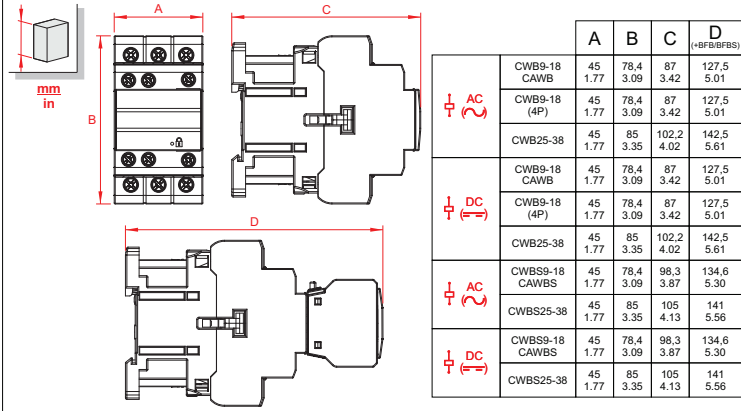 mm
in
A
B
C
D
A B C D
(+BFB/BFBS)
AC
CWB9-18 45 78,4 87 127,5
CAWB 1.77 3.09 3.42 5.01
CWB9-18 45 78,4 87 127,5
(4P) 1.77 3.09 3.42 5.01
CWB25-38 45 85 102,2 142,5
1.77 3.35 4.02 5.61
DC
CWB9-18 45 78,4 87 127,5
CAWB 1.77 3.09 3.42 5.01
CWB9-18 45 78,4 87 127,5
(4P) 1.77 3.09 3.42 5.01
CWB25-38 45 85 102,2 142,5
1.77 3.35 4.02 5.61
AC
CWBS9-18 45 78,4 98,3 134,6
CAWBS 1.77 3.09 3.87 5.30
CWBS25-38 45 85 105 141
1.77 3.35 4.13 5.56
DC
CWBS9-18 45 78,4 98,3 134,6
CAWBS 1.77 3.09 3.87 5.30
CWBS25-38 45 85 105 141
1.77 3.35 4.13 5.56